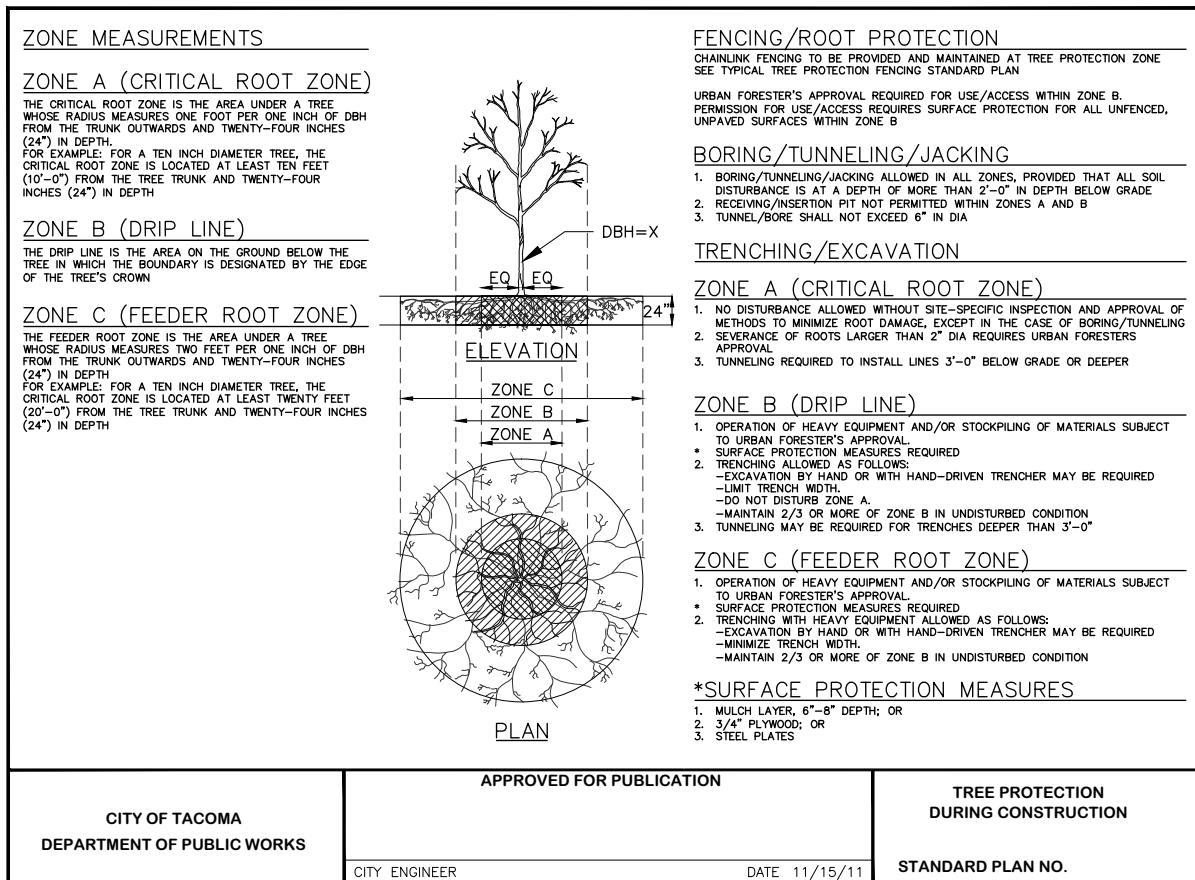 ZONE MEASUREMENTS
ZONE A (CRITICAL ROOT ZONE)
THE CRITICAL ROOT ZONE IS THE AREA UNDER A TREE
WHOSE RADIUS MEASURES ONE FOOT PER ONE INCH OF DBH
FROM THE TRUNK OUTWARDS AND TWENTY-FOUR INCHES
(24") IN DEPTH.
FOR EXAMPLE: FOR A TEN INCH DIAMETER TREE, THE
CRITICAL ROOT ZONE IS LOCATED AT LEAST TEN FEET
(10'-0") FROM THE TREE TRUNK AND TWENTY-FOUR
INCHES (24") IN DEPTH
ZONE B (DRIP LINE)
THE DRIP LINE IS THE AREA ON THE GROUND BELOW THE
TREE IN WHICH THE BOUNDARY IS DESIGNATED BY THE EDGE
OF THE TREE'S CROWN
ZONE C (FEEDER ROOT ZONE)
THE FEEDER ROOT ZONE IS THE AREA UNDER A TREE
WHOSE RADIUS MEASURES TWO FEET PER ONE INCH OF DBH
FROM THE TRUNK OUTWARDS AND TWENTY-FOUR INCHES
(24") IN DEPTH
FOR EXAMPLE: FOR A TEN INCH DIAMETER TREE, THE
CRITICAL ROOT ZONE IS LOCATED AT LEAST TWENTY FEET
(20'-0") FROM THE TREE TRUNK AND TWENTY-FOUR INCHES
(24") IN DEPTH
DBH=X
EQ EQ
24"
ELEVATION
ZONE C
ZONE B
ZONE A
PLAN
FENCING/ROOT PROTECTION
CHAINLINK FENCING TO BE PROVIDED AND MAINTAINED AT TREE PROTECTION ZONE
SEE TYPICAL TREE PROTECTION FENCING STANDARD PLAN
URBAN FORESTER'S APPROVAL REQUIRED FOR USE/ACCESS WITHIN ZONE B.
PERMISSION FOR USE/ACCESS REQUIRES SURFACE PROTECTION FOR ALL UNFENCED,
UNPAVED SURFACES WITHIN ZONE B
BORING/TUNNELING/JACKING
1. BORING/TUNNELING/JACKING ALLOWED IN ALL ZONES, PROVIDED THAT ALL SOIL
DISTURBANCE IS AT A DEPTH OF MORE THAN 2'-0" IN DEPTH BELOW GRADE
2. RECEIVING/INSERTION PIT NOT PERMITTED WITHIN ZONES A AND B
3. TUNNEL/BORE SHALL NOT EXCEED 6" IN DIA
TRENCHING/EXCAVATION
ZONE A (CRITICAL ROOT ZONE)
1. NO DISTURBANCE ALLOWED WITHOUT SITE-SPECIFIC INSPECTION AND APPROVAL OF
METHODS TO MINIMIZE ROOT DAMAGE, EXCEPT IN THE CASE OF BORING/TUNNELING
2. SEVERANCE OF ROOTS LARGER THAN 2" DIA REQUIRES URBAN FORESTERS
APPROVAL
3. TUNNELING REQUIRED TO INSTALL LINES 3'-0" BELOW GRADE OR DEEPER
ZONE B (DRIP LINE)
1. OPERATION OF HEAVY EQUIPMENT AND/OR STOCKPILING OF MATERIALS SUBJECT
TO URBAN FORESTER'S APPROVAL.
* SURFACE PROTECTION MEASURES REQUIRED
2. TRENCHING ALLOWED AS FOLLOWS:
-EXCAVATION BY HAND OR WITH HAND-DRIVEN TRENCHER MAY BE REQUIRED
-LIMIT TRENCH WIDTH.
-DO NOT DISTURB ZONE A.
-MAINTAIN 2/3 OR MORE OF ZONE B IN UNDISTURBED CONDITION
3. TUNNELING MAY BE REQUIRED FOR TRENCHES DEEPER THAN 3'-0"
ZONE C (FEEDER ROOT ZONE)
1. OPERATION OF HEAVY EQUIPMENT AND/OR STOCKPILING OF MATERIALS SUBJECT
TO URBAN FORESTER'S APPROVAL.
* SURFACE PROTECTION MEASURES REQUIRED
2. TRENCHING WITH HEAVY EQUIPMENT ALLOWED AS FOLLOWS:
-EXCAVATION BY HAND OR WITH HAND-DRIVEN TRENCHER MAY BE REQUIRED
-MINIMIZE TRENCH WIDTH.
-MAINTAIN 2/3 OR MORE OF ZONE B IN UNDISTURBED CONDITION
*SURFACE PROTECTION MEASURES
1. MULCH LAYER, 6"-8" DEPTH; OR
2. 3/4" PLYWOOD; OR
3. STEEL PLATES
CITY OF TACOMA
DEPARTMENT OF PUBLIC WORKS
APPROVED FOR PUBLICATION
CITY ENGINEER DATE 11/15/11
TREE PROTECTION
DURING CONSTRUCTION
STANDARD PLAN NO.